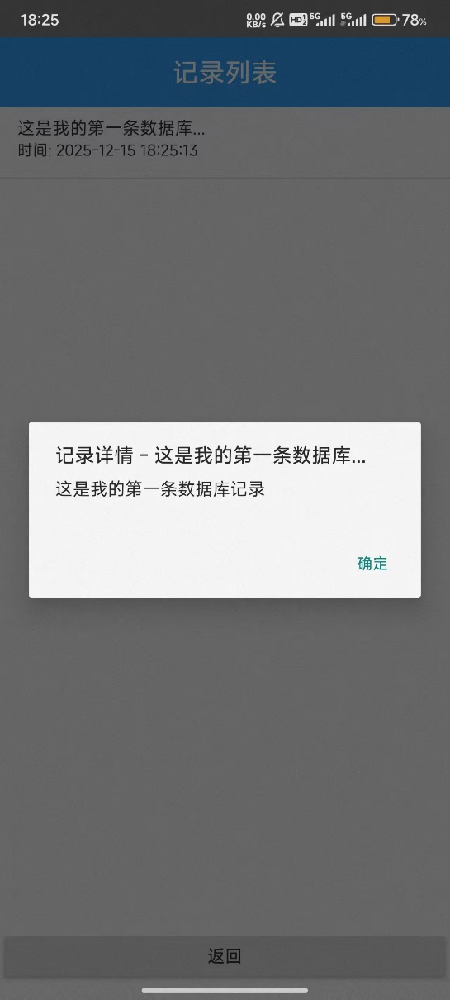 18:25
0.00
KB/s
HD 1
2
5G
5G
78%
记录列表
这是我的第一条数据库...
时间: 2025-12-15 18:25:13
记录详情 - 这是我的第一条数据库...
这是我的第一条数据库记录
确定
返回